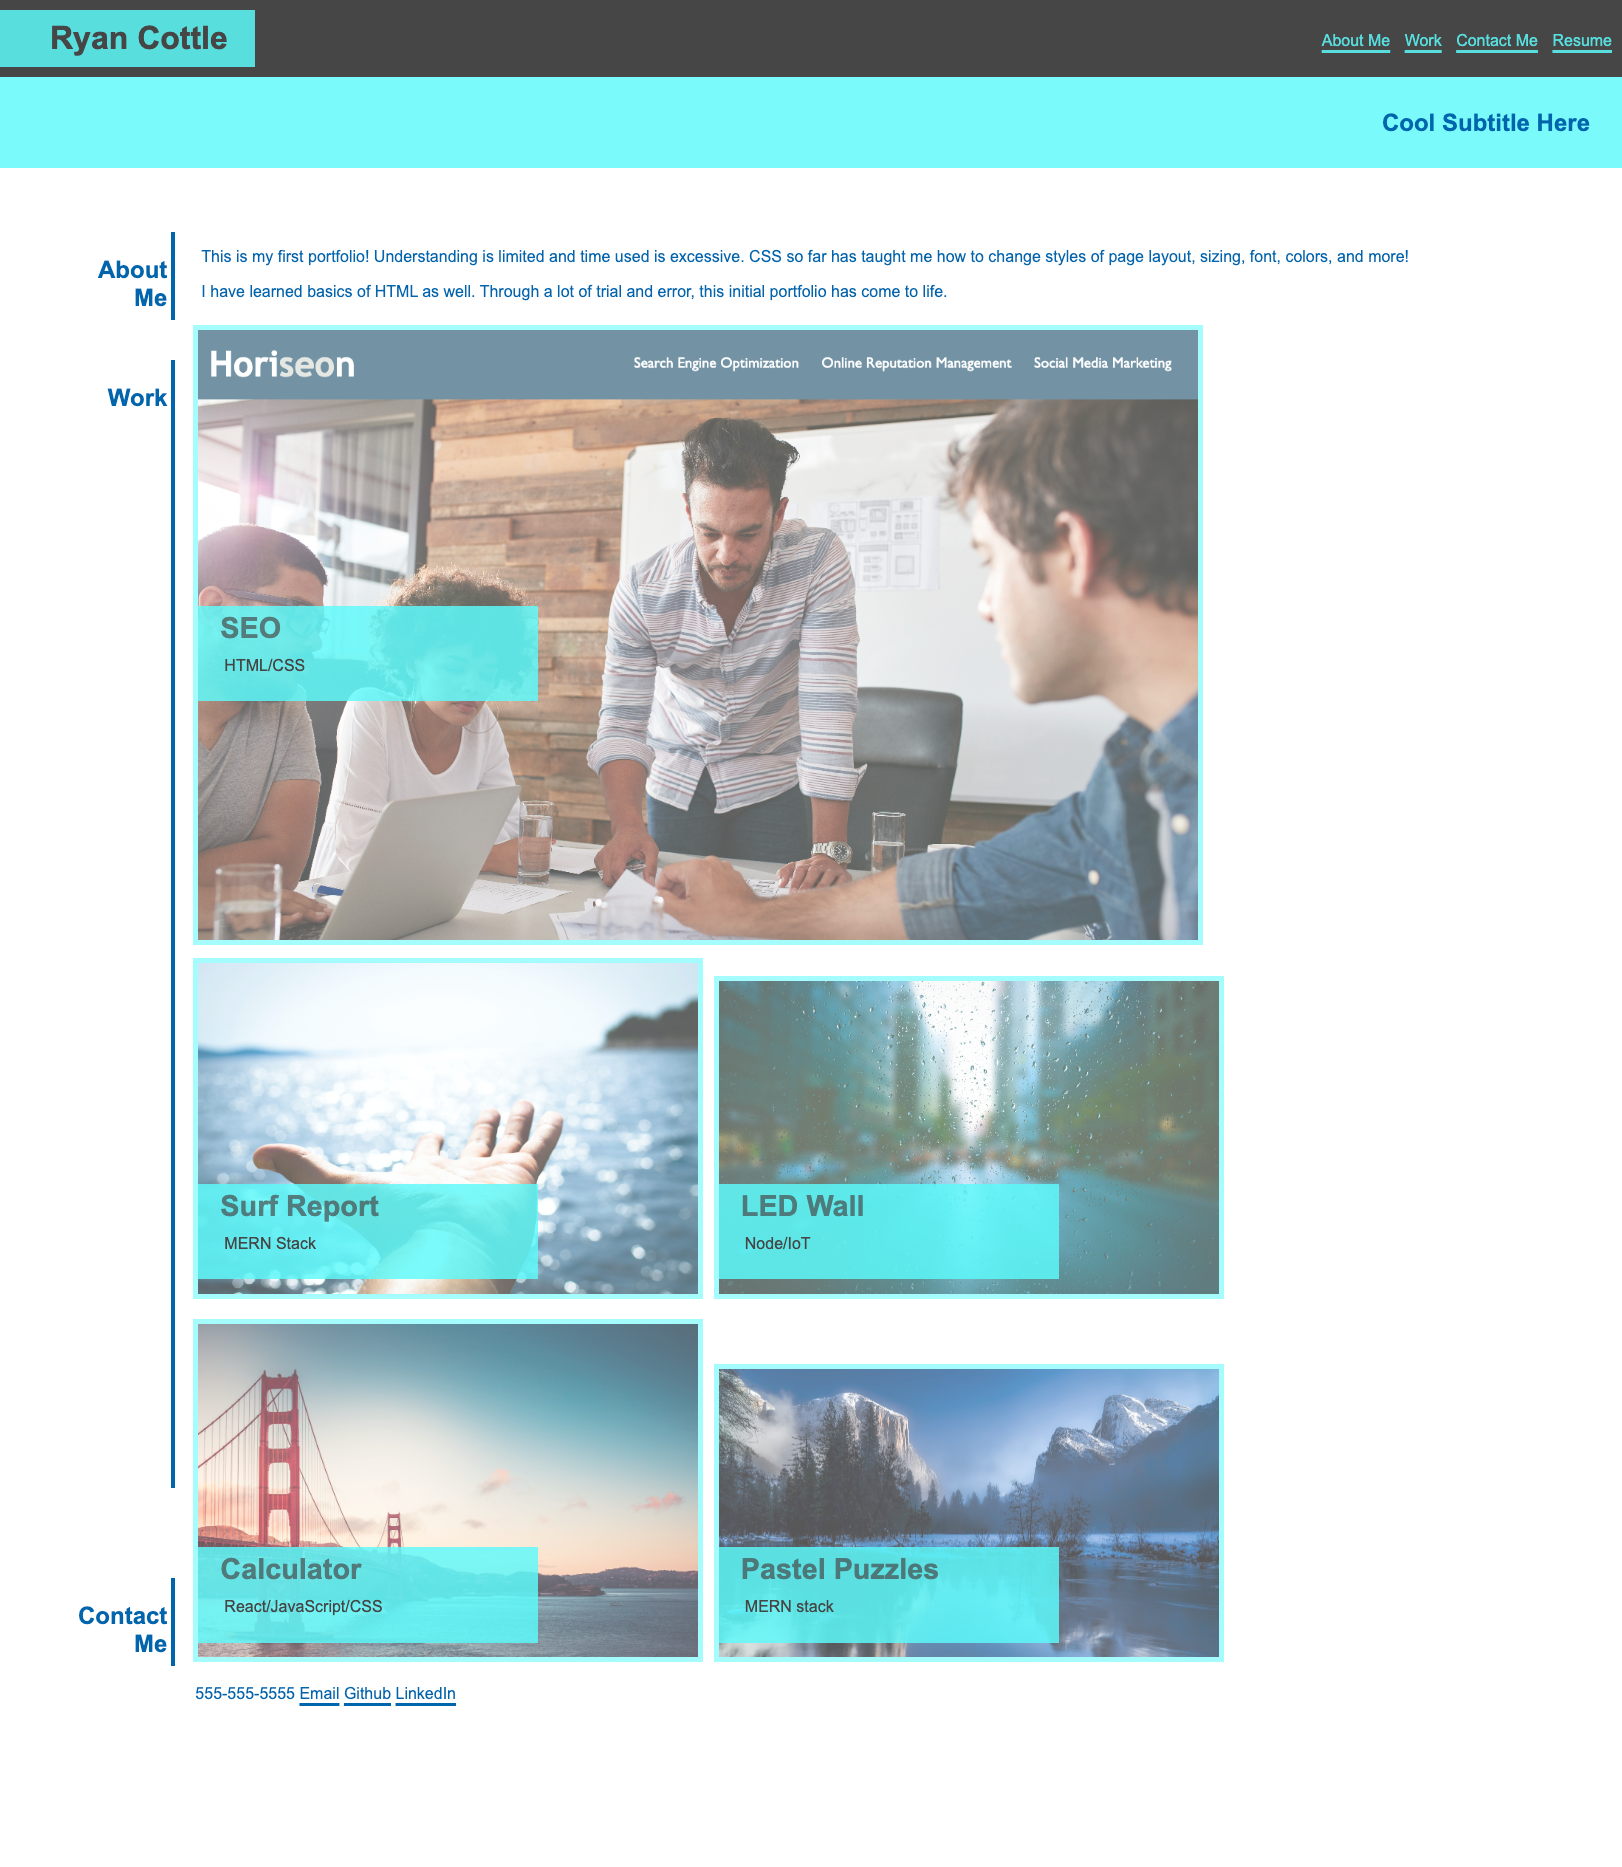 Ryan Cottle
About Me Work Contact Me Resume
Cool Subtitle Here
About
Me
This is my first portfolio! Understanding is limited and time used is excessive. CSS so far has taught me how to change styles of page layout, sizing, font, colors, and more!
I have learned basics of HTML as well. Through a lot of trial and error, this initial portfolio has come to life.
Work
Horiseon
Search Engine Optimization Online Reputation Management Social Media Marketing
SEO
HTML/CSS
Surf Report
MERN Stack
LED Wall
Node/IoT
Calculator
React/JavaScript/CSS
Pastel Puzzles
MERN stack
Contact
Me
555-555-5555 Email Github LinkedIn